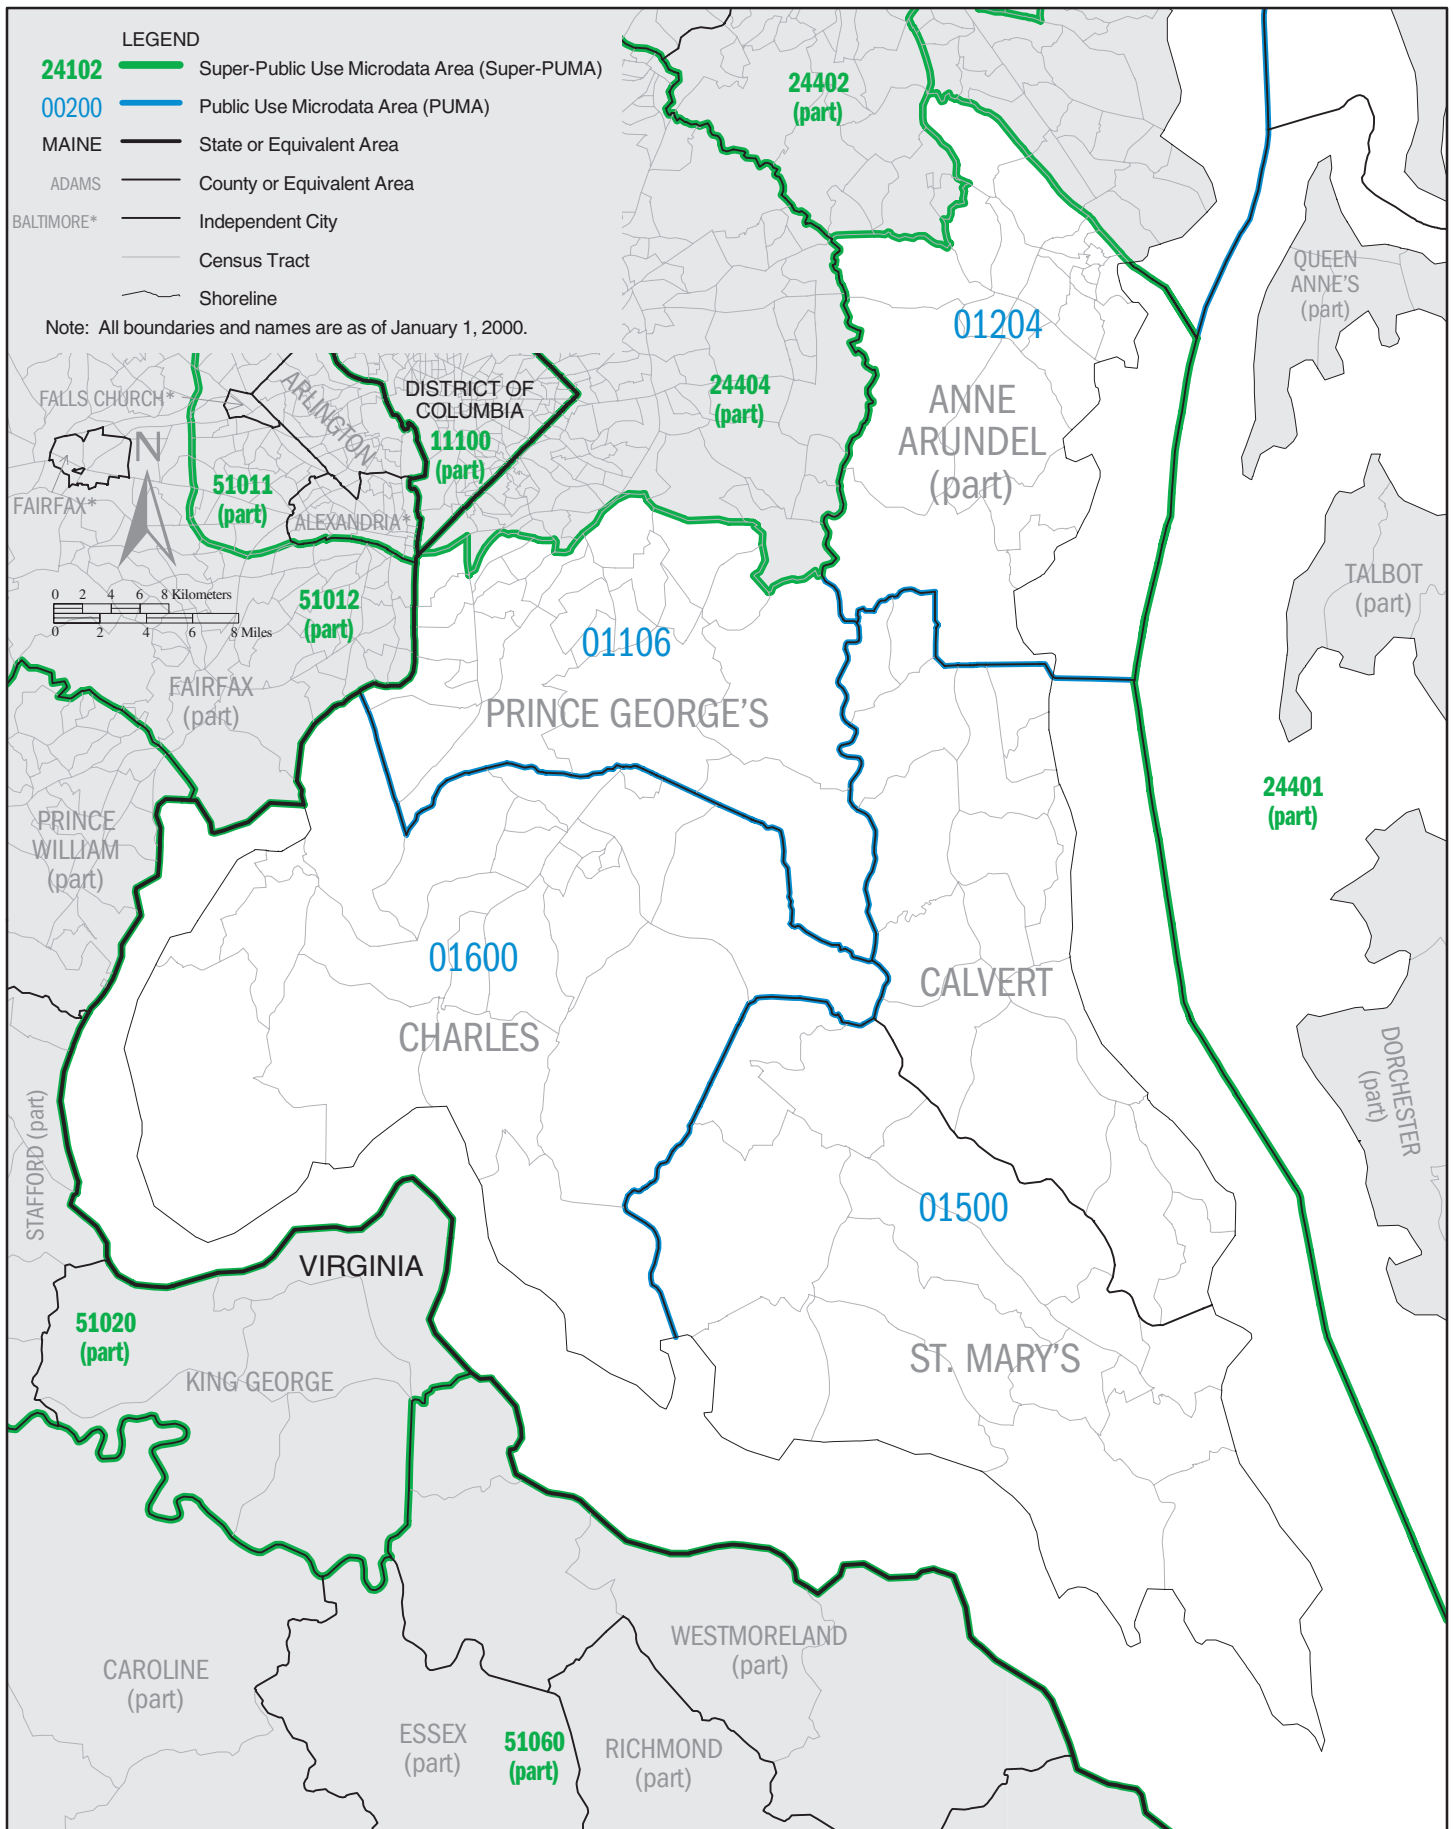 LEGEND
24102 Super-Public Use Microdata Area (Super-PUMA)
00200 Public Use Microdata Area (PUMA)
MAINE State or Equivalent Area
ADAMS County or Equivalent Area
BALTIMORE* Independent City
Census Tract
Shoreline
Note: All boundaries and names are as of January 1, 2000.
24402
(part)
QUEEN
ANNE'S
(part)
01204
ANNE
ARUNDEL
(part)
24404
(part)
DISTRICT OF
COLUMBIA
11100
(part)
FALLS CHURCH*
ARLINGTON
N
51011
(part)
FAIRFAX*
ALEXANDRIA*
0 2 4 6 8 Kilometers
0 2 4 6 8 Miles
51012
(part)
TALBOT
(part)
01106
PRINCE GEORGE'S
FAIRFAX
(part)
24401
(part)
PRINCE
WILLIAM
(part)
01600
CHARLES
CALVERT
DORCHESTER
(part)
STAFFORD (part)
01500
VIRGINIA
51020
(part)
KING GEORGE
ST. MARY'S
WESTMORELAND
(part)
CAROLINE
(part)
ESSEX
(part)
51060
(part)
RICHMOND
(part)